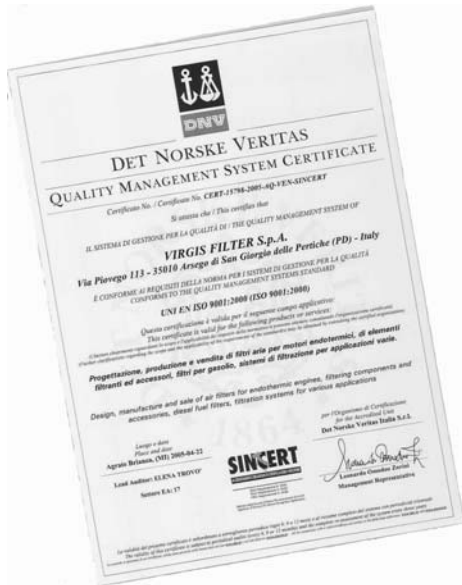 DNV
DET NORSKE VERITAS
QUALITY MANAGEMENT SYSTEM CERTIFICATE
Certificato No. / Certificate No. CERT-15798-2005-AQ-VEN-SINCERT
Si attesta che / This certifies that
IL SISTEMA DI GESTIONE PER LA QUALITÀ DI / THE QUALITY MANAGEMENT SYSTEM OF
VIRGIS FILTER S.p.A.
Via Piovego 113 - 35010 Arsego di San Giorgio delle Pertiche (PD) - Italy
È CONFORME AI REQUISITI DELLA NORMA PER I SISTEMI DI GESTIONE PER LA QUALITÀ
CONFORMS TO THE QUALITY MANAGEMENT SYSTEMS STANDARD
UNI EN ISO 9001:2000 (ISO 9001:2000)
Questa certificazione è valida per il seguente campo applicativo:
This certificate is valid for the following products or services:
Progettazione, produzione e vendita di filtri aria per motori endotermici, di elementi
filtranti ed accessori, filtri per gasolio, sistemi di filtrazione per applicazioni varie.
Design, manufacture and sale of air filters for endothermic engines, filtering components and
accessories, diesel fuel filters, filtration systems for various applications
1864
Luogo e data
Place and date
Agrate Brianza, (MI) 2005-04-22
Lead Auditor: ELENA TROVO'
Settore EA: 17
SINCERT
per l'Organismo di Certificazione
for the Accredited Unit
Det Norske Veritas Italia S.r.l.
Leonardo Omodeo Zorini
Management Representative